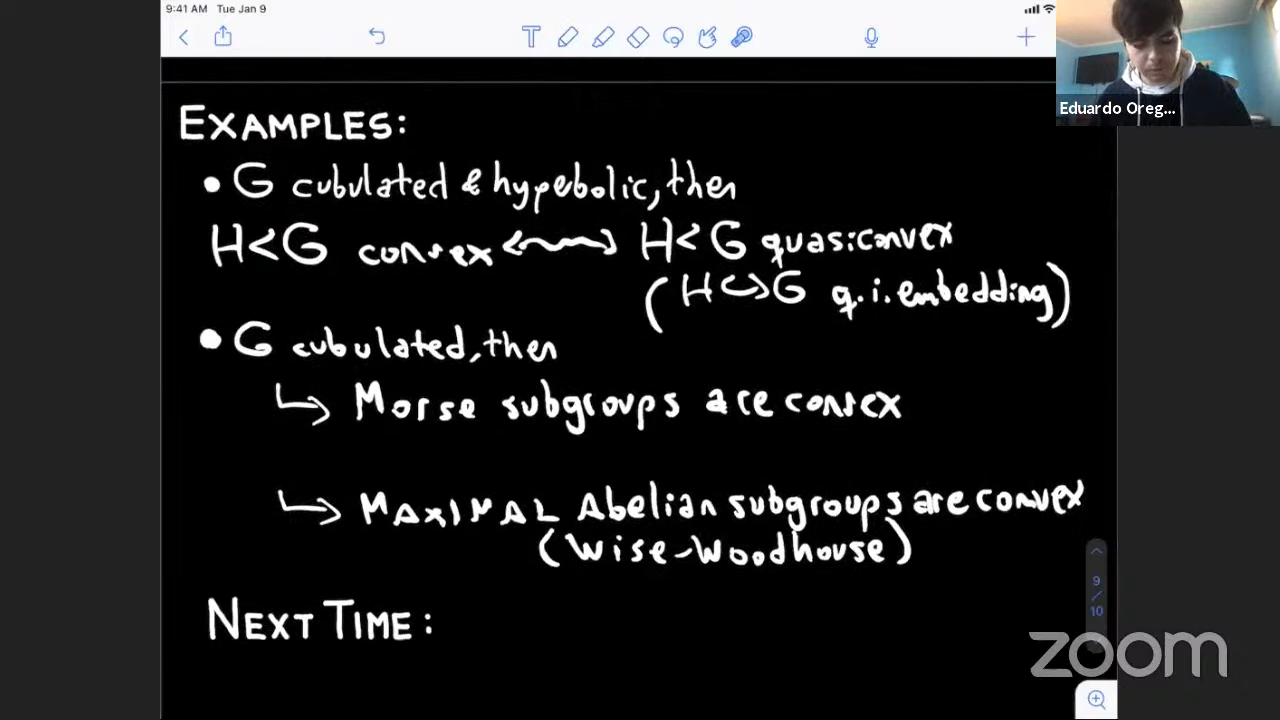 9:41 AM Tue Jan 9
EXAMPLES:
• G cubulated & hypebolic, then
H<G convex ⟷ H<G quasiconvex
(H↪G q.i. embedding)
• G cubulated, then
↳ Morse subgroups are convex
↳ MAXIMAL Abelian subgroups are convex
(Wise-Woodhouse)
NEXT TIME:
Eduardo Oreg...
9
/
10
zoom